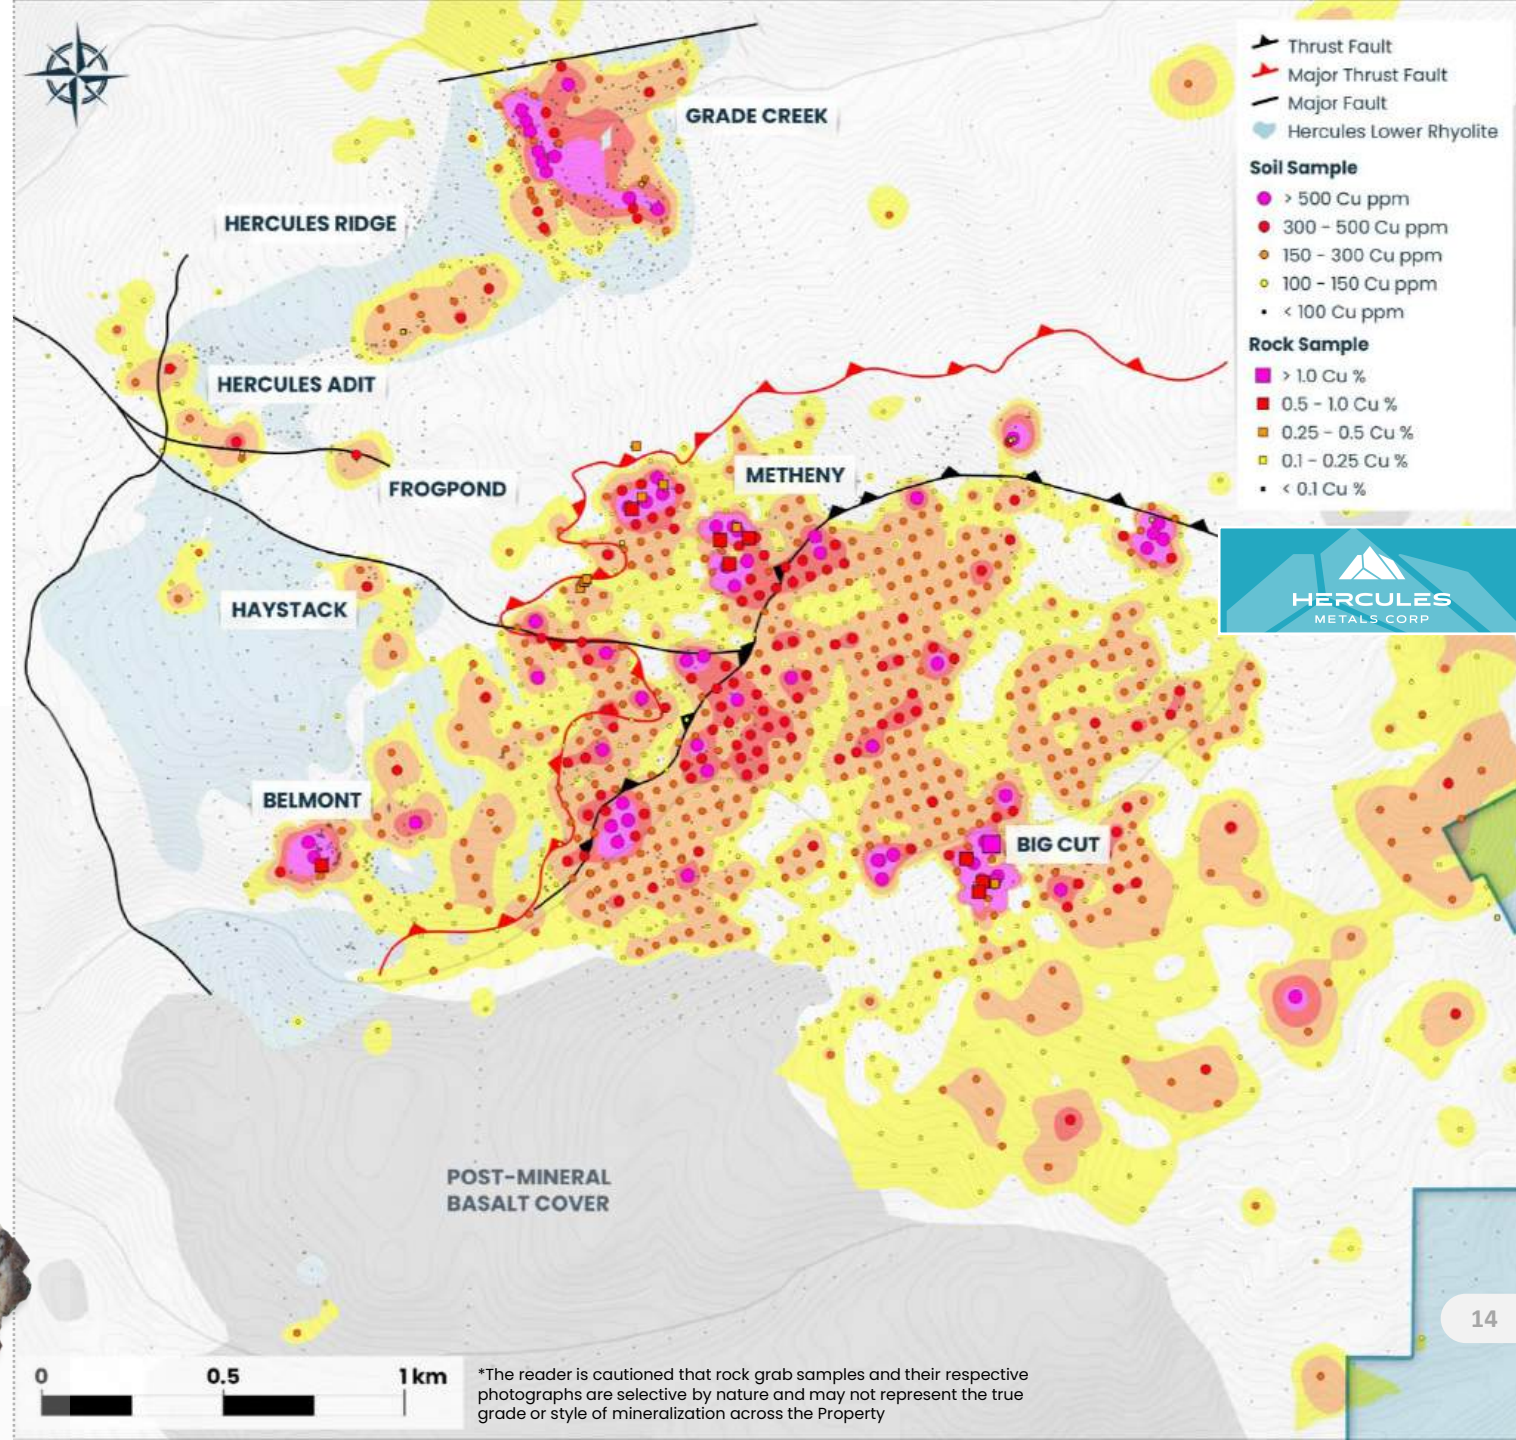 Thrust Fault
Major Thrust Fault
Major Fault
Hercules Lower Rhyolite
Soil Sample
> 500 Cu ppm
300 - 500 Cu ppm
150 - 300 Cu ppm
100 - 150 Cu ppm
< 100 Cu ppm
Rock Sample
> 1.0 Cu %
0.5 - 1.0 Cu %
0.25 - 0.5 Cu %
0.1 - 0.25 Cu %
< 0.1 Cu %
GRADE CREEK
HERCULES RIDGE
HERCULES ADIT
FROGPOND
METHENY
HERCULES
METALS CORP
HAYSTACK
BELMONT
BIG CUT
POST-MINERAL
BASALT COVER
14
0 0.5 1 km
*The reader is cautioned that rock grab samples and their respective
photographs are selective by nature and may not represent the true
grade or style of mineralization across the Property